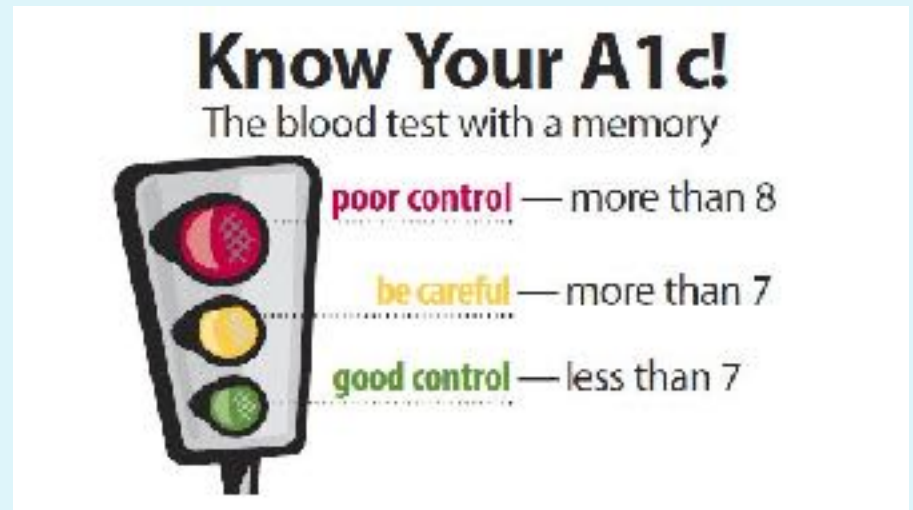 Know Your A1c!
The blood test with a memory
poor control — more than 8
be careful — more than 7
good control — less than 7